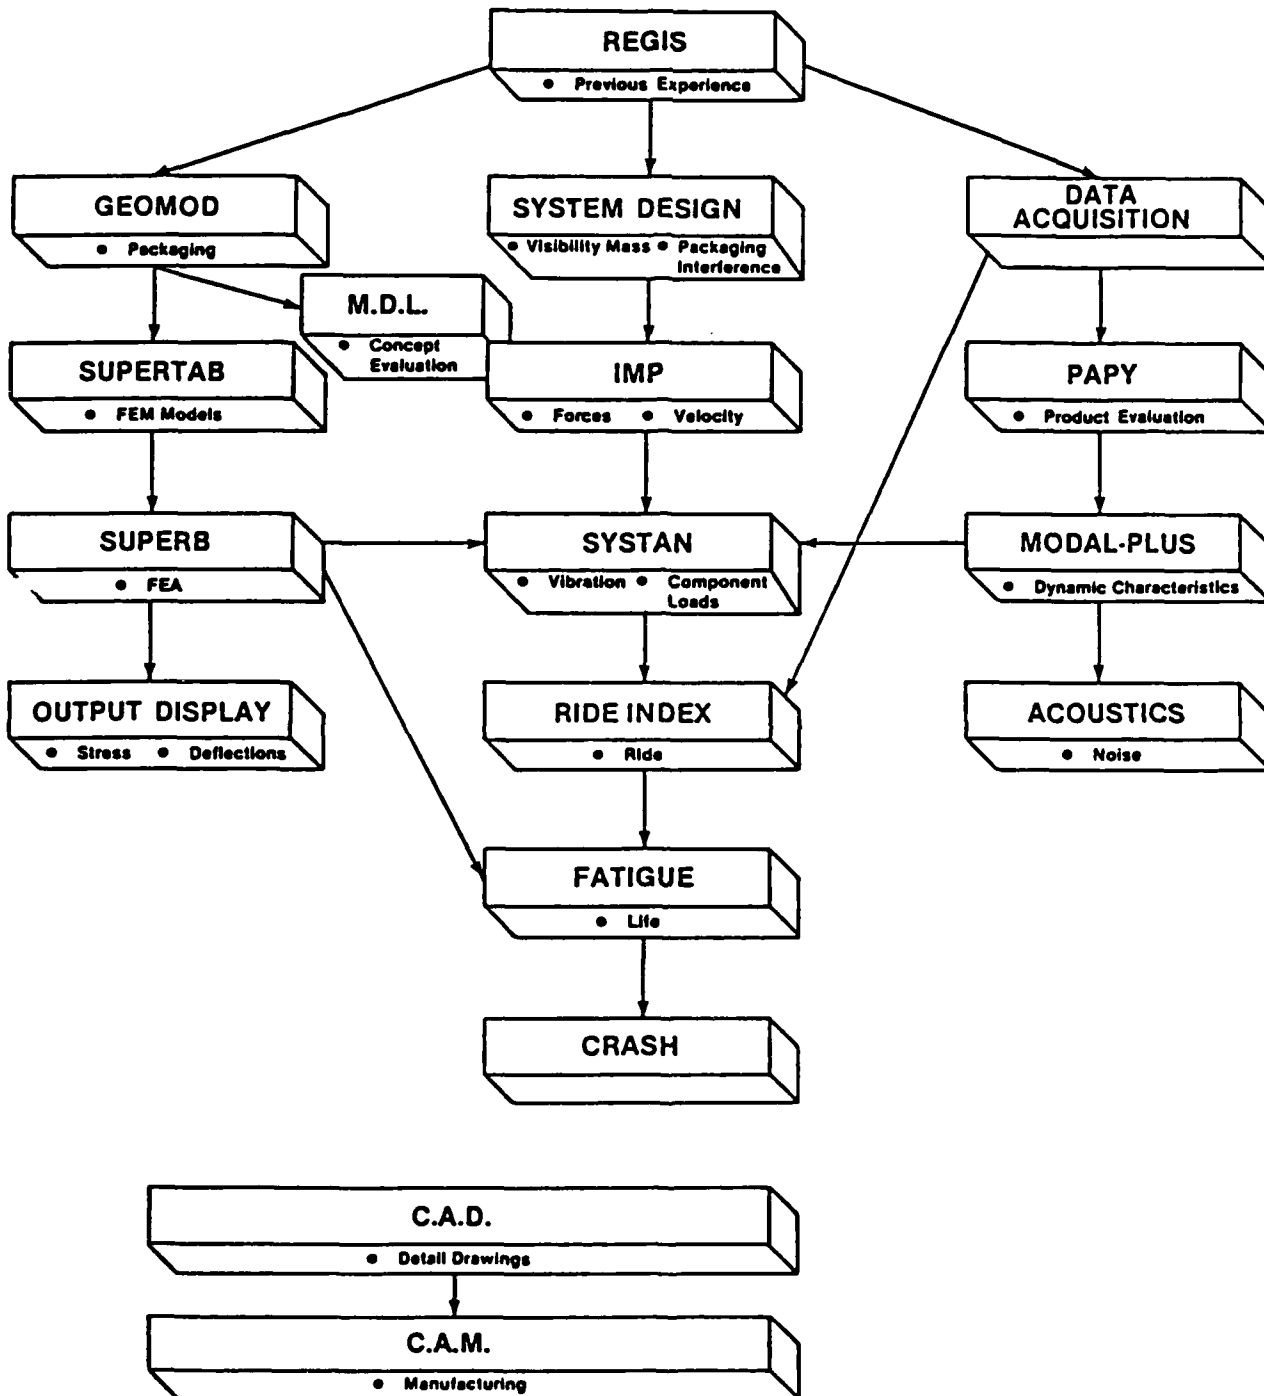 REGIS
● Previous Experience
GEOMOD
● Packaging
SYSTEM DESIGN
● Visibility Mass ● Packaging
Interference
DATA
ACQUISITION
M.D.L.
● Concept
Evaluation
SUPERTAB
● FEM Models
IMP
● Forces ● Velocity
PAPY
● Product Evaluation
SUPERB
● FEA
SYSTAN
● Vibration ● Component
Loads
MODAL-PLUS
● Dynamic Characteristics
OUTPUT DISPLAY
● Stress ● Deflections
RIDE INDEX
● Ride
ACOUSTICS
● Noise
FATIGUE
● Life
CRASH
C.A.D.
● Detail Drawings
C.A.M.
● Manufacturing